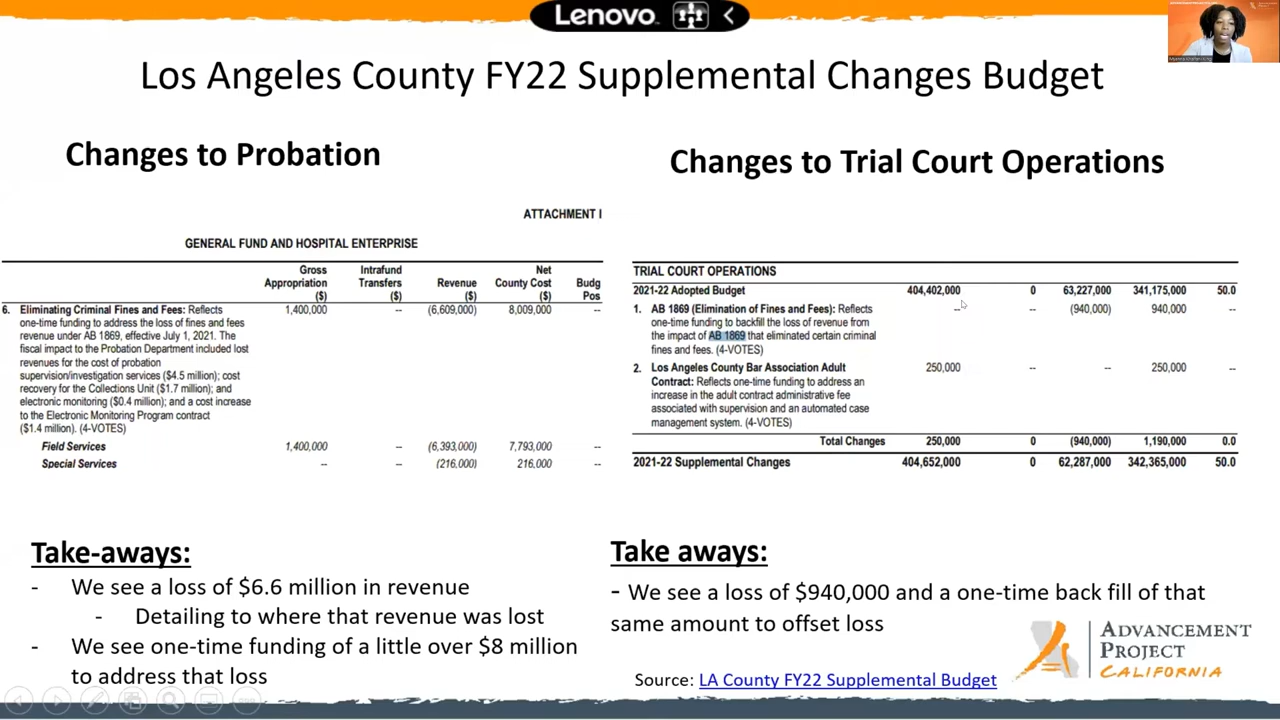 Lenovo
Los Angeles County FY22 Supplemental Changes Budget
Changes to Probation
ATTACHMENT I
GENERAL FUND AND HOSPITAL ENTERPRISE
Gross Appropriation ($) Intrafund Transfers ($) Revenue ($) Net County Cost ($) Budg Pos
6. Eliminating Criminal Fines and Fees: Reflects 1,400,000 -- (6,609,000) 8,009,000 --
one-time funding to address the loss of fines and fees
revenue under AB 1869, effective July 1, 2021. The
fiscal impact to the Probation Department included lost
revenues for the cost of probation
supervision/investigation services ($4.5 million); cost
recovery for the Collections Unit ($1.7 million); and
electronic monitoring ($0.4 million); and a cost increase
to the Electronic Monitoring Program contract
($1.4 million). (4-VOTES)
Field Services 1,400,000 -- (6,393,000) 7,793,000 --
Special Services -- -- (216,000) 216,000 --
Take-aways:
- We see a loss of $6.6 million in revenue
- Detailing to where that revenue was lost
- We see one-time funding of a little over $8 million
to address that loss
Changes to Trial Court Operations
TRIAL COURT OPERATIONS
2021-22 Adopted Budget 404,402,000 0 63,227,000 341,175,000 50.0
1. AB 1869 (Elimination of Fines and Fees): Reflects -- -- (940,000) 940,000 --
one-time funding to backfill the loss of revenue from
the impact of AB 1869 that eliminated certain criminal
fines and fees. (4-VOTES)
2. Los Angeles County Bar Association Adult 250,000 -- -- 250,000 --
Contract: Reflects one-time funding to address an
increase in the adult contract administrative fee
associated with supervision and an automated case
management system. (4-VOTES)
Total Changes 250,000 0 (940,000) 1,190,000 0.0
2021-22 Supplemental Changes 404,652,000 0 62,287,000 342,365,000 50.0
Take aways:
- We see a loss of $940,000 and a one-time back fill of that
same amount to offset loss
Source: LA County FY22 Supplemental Budget
ADVANCEMENT
PROJECT
CALIFORNIA